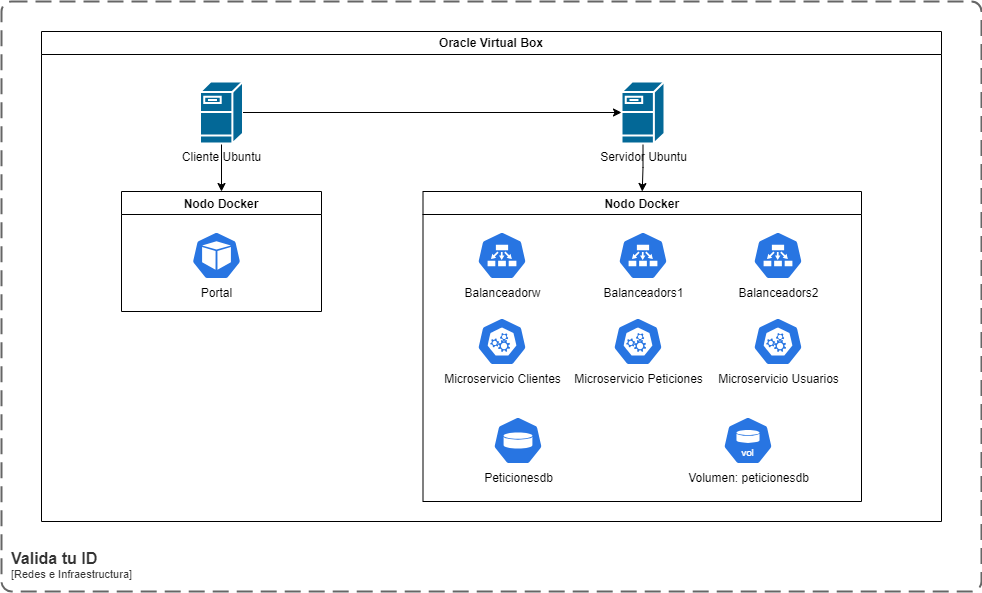 Oracle Virtual Box
Cliente Ubuntu
Servidor Ubuntu
Nodo Docker
Portal
Nodo Docker
Balanceadorw
Balanceadors1
Balanceadors2
Microservicio Clientes
Microservicio Peticiones
Microservicio Usuarios
Peticionesdb
vol
Volumen: peticionesdb
Valida tu ID
[Redes e Infraestructura]